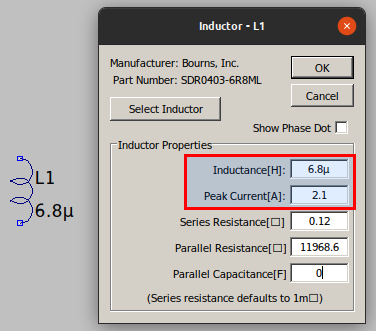 Inductor - L1
Manufacturer: Bourns, Inc.
Part Number: SDR0403-6R8ML
OK
Cancel
Select Inductor
Show Phase Dot
Inductor Properties
Inductance[H]: 6.8µ
Peak Current[A]: 2.1
Series Resistance[□] 0.12
Parallel Resistance[□] 11968.6
Parallel Capacitance[F] 0
(Series resistance defaults to 1m□)
L1
6.8µ